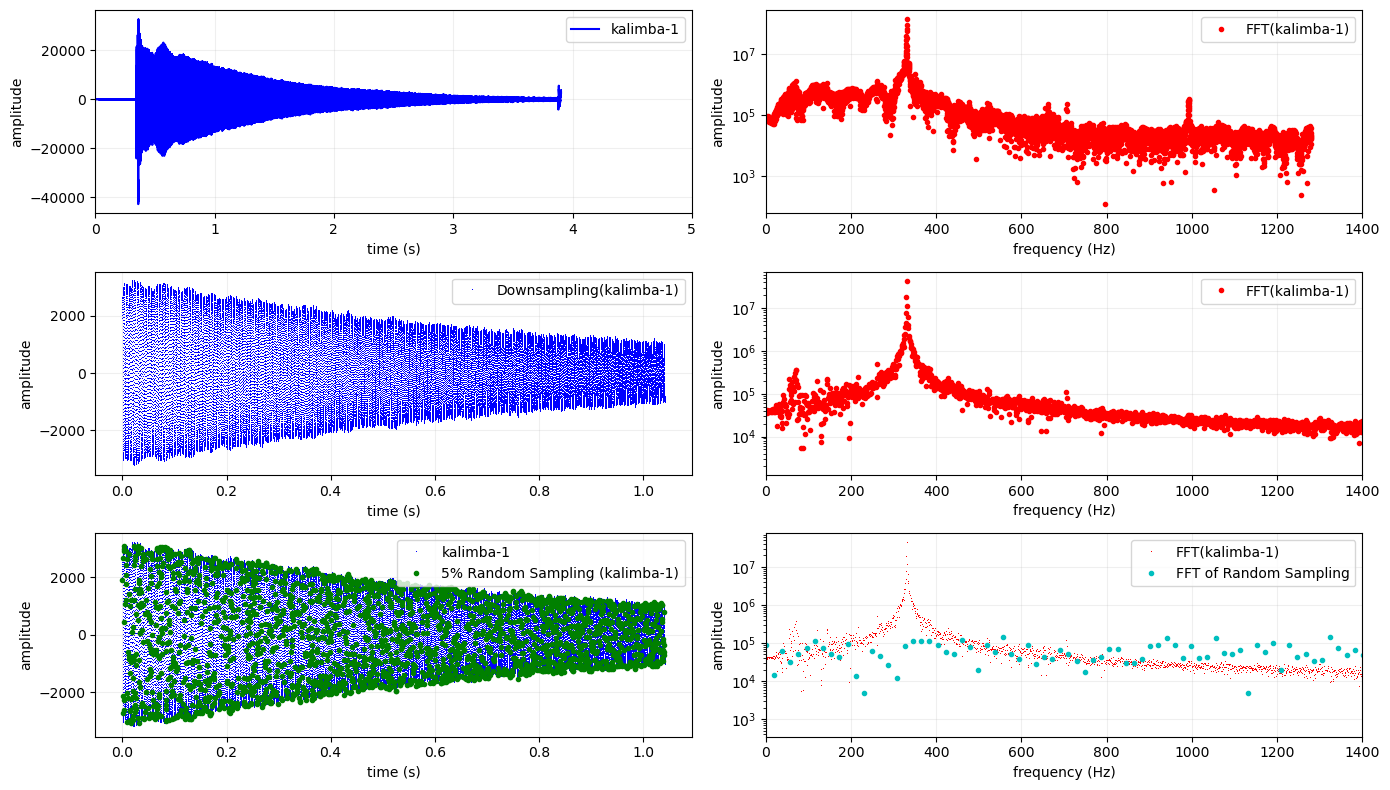 kalimba-1
amplitude
20000
0
−20000
−40000
0 1 2 3 4 5
time (s)
FFT(kalimba-1)
amplitude
10^7
10^5
10^3
0 200 400 600 800 1000 1200 1400
frequency (Hz)
Downsampling(kalimba-1)
amplitude
2000
0
−2000
0.0 0.2 0.4 0.6 0.8 1.0
time (s)
FFT(kalimba-1)
amplitude
10^7
10^6
10^5
10^4
0 200 400 600 800 1000 1200 1400
frequency (Hz)
kalimba-1
5% Random Sampling (kalimba-1)
amplitude
2000
0
−2000
0.0 0.2 0.4 0.6 0.8 1.0
time (s)
FFT(kalimba-1)
FFT of Random Sampling
amplitude
10^7
10^6
10^5
10^4
10^3
0 200 400 600 800 1000 1200 1400
frequency (Hz)